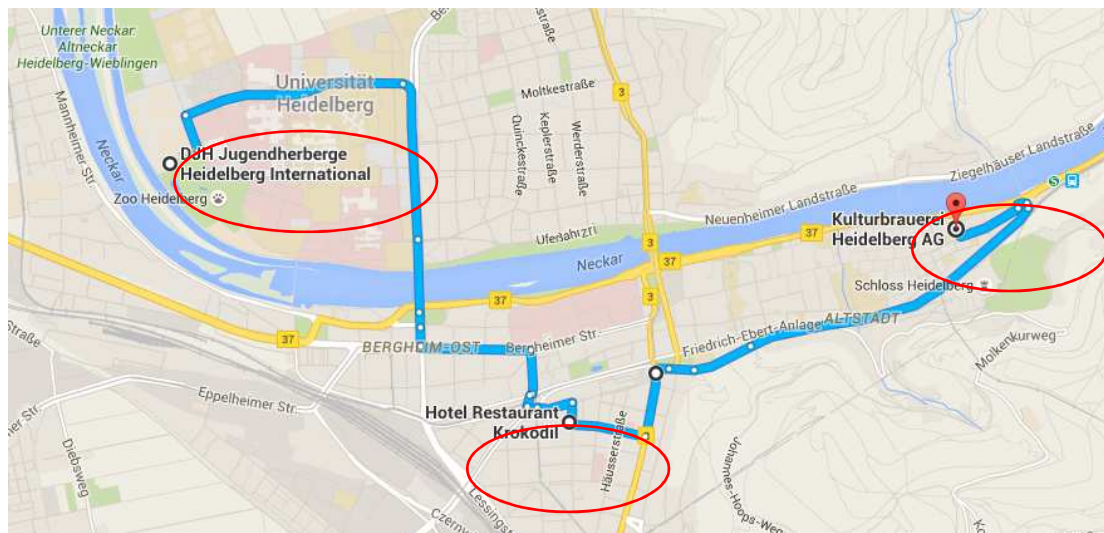 Unterer Neckar:
Altneckar
Heidelberg-Wieblingen
Mannheimer Str.
Neckar
Universität
Heidelberg
DJH Jugendherberge
Heidelberg International
Zoo Heidelberg
Moltkestraße
Quinckestraße
Keplerstraße
Werderstraße
3
Ziegelhäuser Landstraße
Neuenheimer Landstraße
S
Kulturbrauerei
Heidelberg AG
37
3
Neckar
37
37
3
Schloss Heidelberg
37
Straße
BERGHEIM-OST
Bergheimer Str.
Friedrich-Ebert-Anlage
ALTSTADT
Molkenkurweg
Eppelheimer Str.
Hotel Restaurant
Krokodil
Häusserstraße
Diebsweg
Johannes-Hoops-Weg